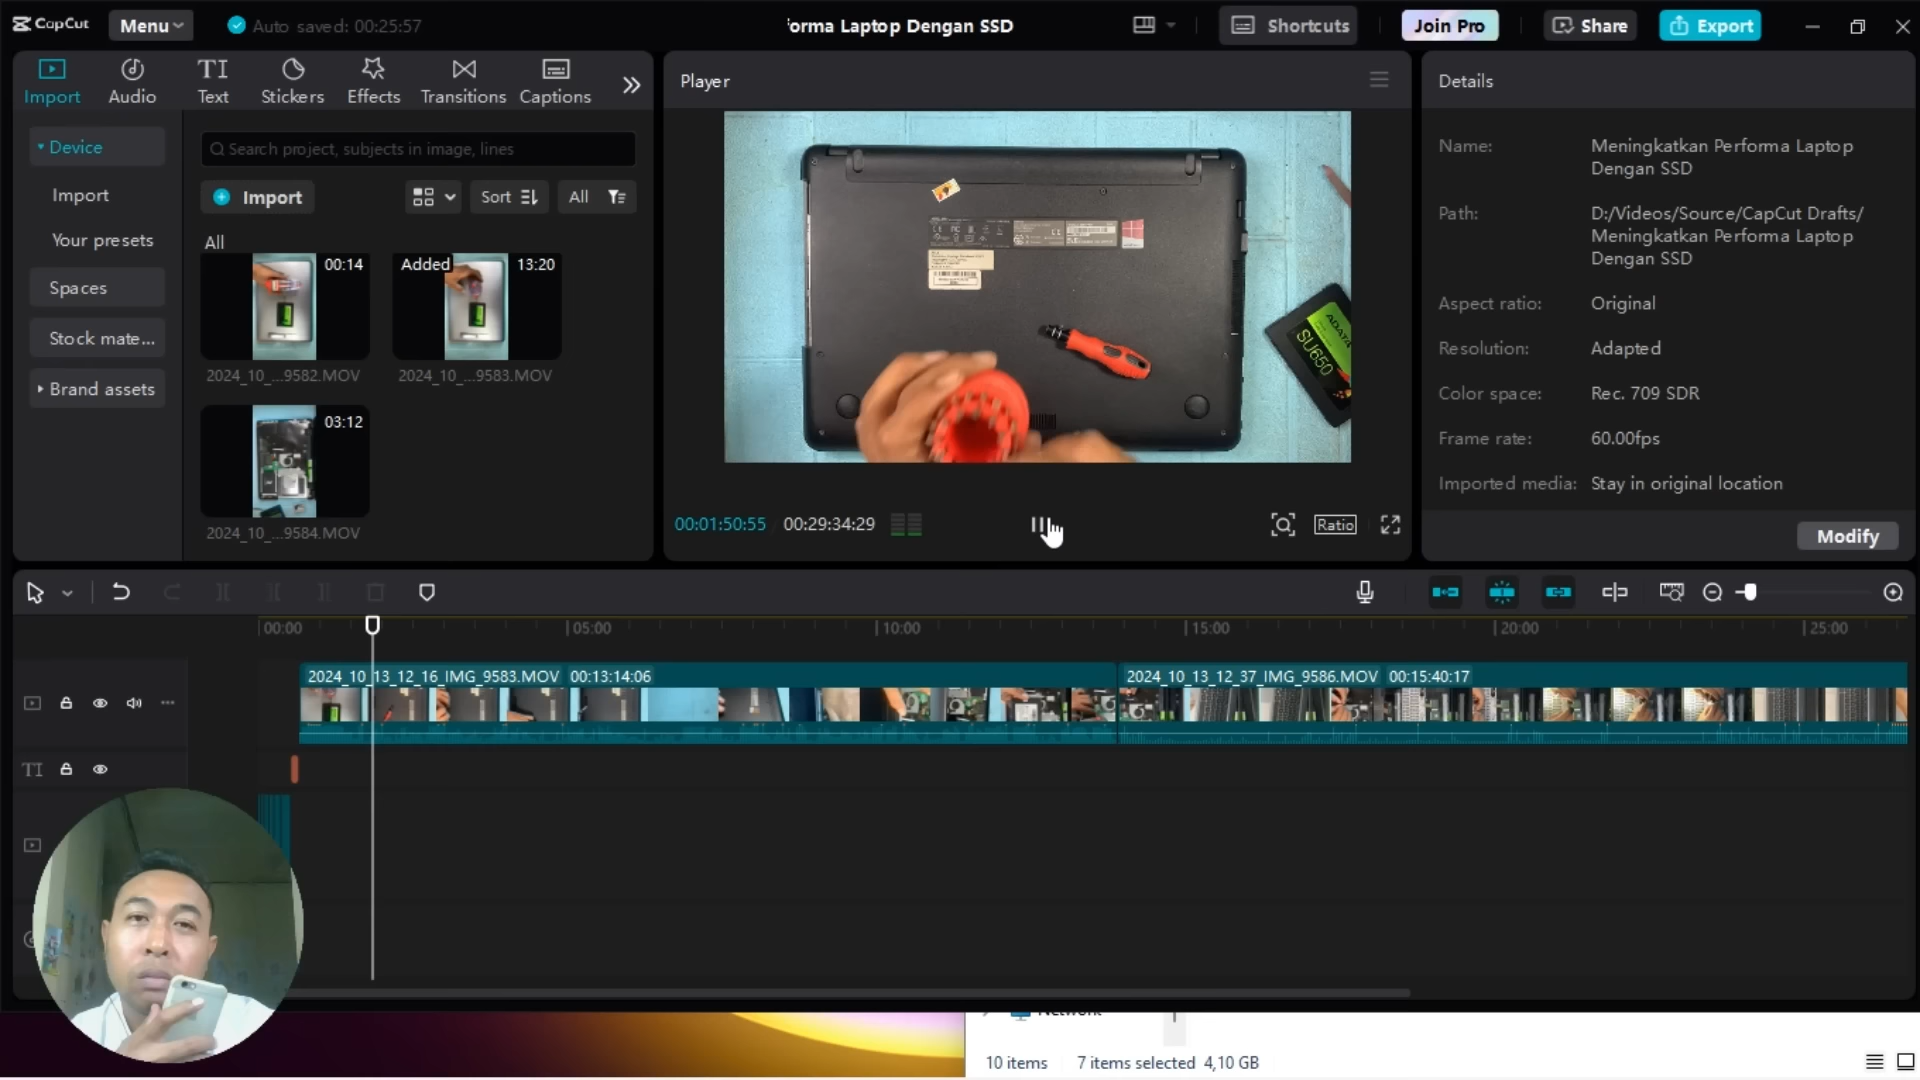 CapCut
Menu
Auto saved: 00:25:57
orma Laptop Dengan SSD
Shortcuts
Join Pro
Share
Export
Import
Audio
TI
Text
Stickers
Effects
Transitions
Captions
Player
Details
Device
Import
Your presets
Spaces
Stock mate...
Brand assets
Search project, subjects in image, lines
Import
Sort
All
All
00:14
Added
13:20
2024_10_...9582.MOV
2024_10_...9583.MOV
03:12
2024_10_...9584.MOV
ADATA
SU650
00:01:50:55
00:29:34:29
Ratio
Name:
Meningkatkan Performa Laptop
Dengan SSD
Path:
D:/Videos/Source/CapCut Drafts/
Meningkatkan Performa Laptop
Dengan SSD
Aspect ratio:
Original
Resolution:
Adapted
Color space:
Rec. 709 SDR
Frame rate:
60.00fps
Imported media:
Stay in original location
Modify
00:00
05:00
10:00
15:00
20:00
25:00
2024_10_13_12_16_IMG_9583.MOV 00:13:14:06
2024_10_13_12_37_IMG_9586.MOV 00:15:40:17
TI
Network
10 items
7 items selected 4,10 GB